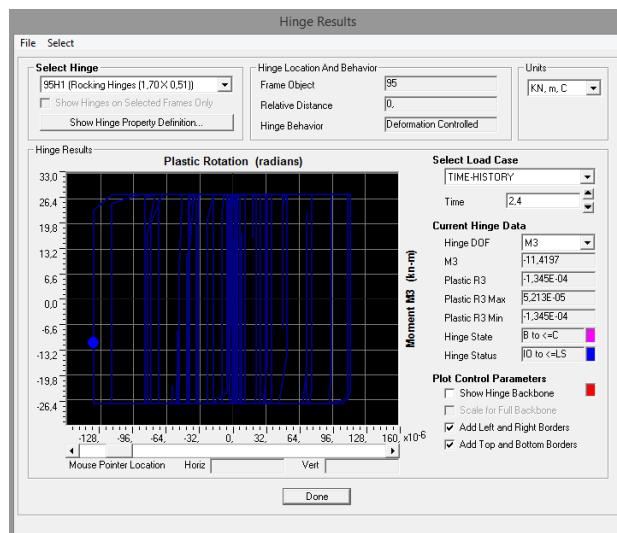 Hinge Results
File Select
Select Hinge
95H1 (Rocking Hinges (1,70 X 0,51))
Show Hinges on Selected Frames Only
Show Hinge Property Definition...
Hinge Location And Behavior
Frame Object 95
Relative Distance 0,
Hinge Behavior Deformation Controlled
Units
KN, m, C
Hinge Results
Plastic Rotation (radians)
33,0
26,4
19,8
13,2
6,6
0,0
-6,6
-13,2
-19,8
-26,4
-128, -96, -64, -32, 0, 32, 64, 96, 128, 160, x10-6
Moment M3 (kn-m)
Mouse Pointer Location Horiz Vert
Select Load Case
TIME-HISTORY
Time 2,4
Current Hinge Data
Hinge DOF M3
M3 -11,4197
Plastic R3 -1,345E-04
Plastic R3 Max 5,213E-05
Plastic R3 Min -1,345E-04
Hinge State B to <=C
Hinge Status IO to <=LS
Plot Control Parameters
Show Hinge Backbone
Scale for Full Backbone
Add Left and Right Borders
Add Top and Bottom Borders
Done